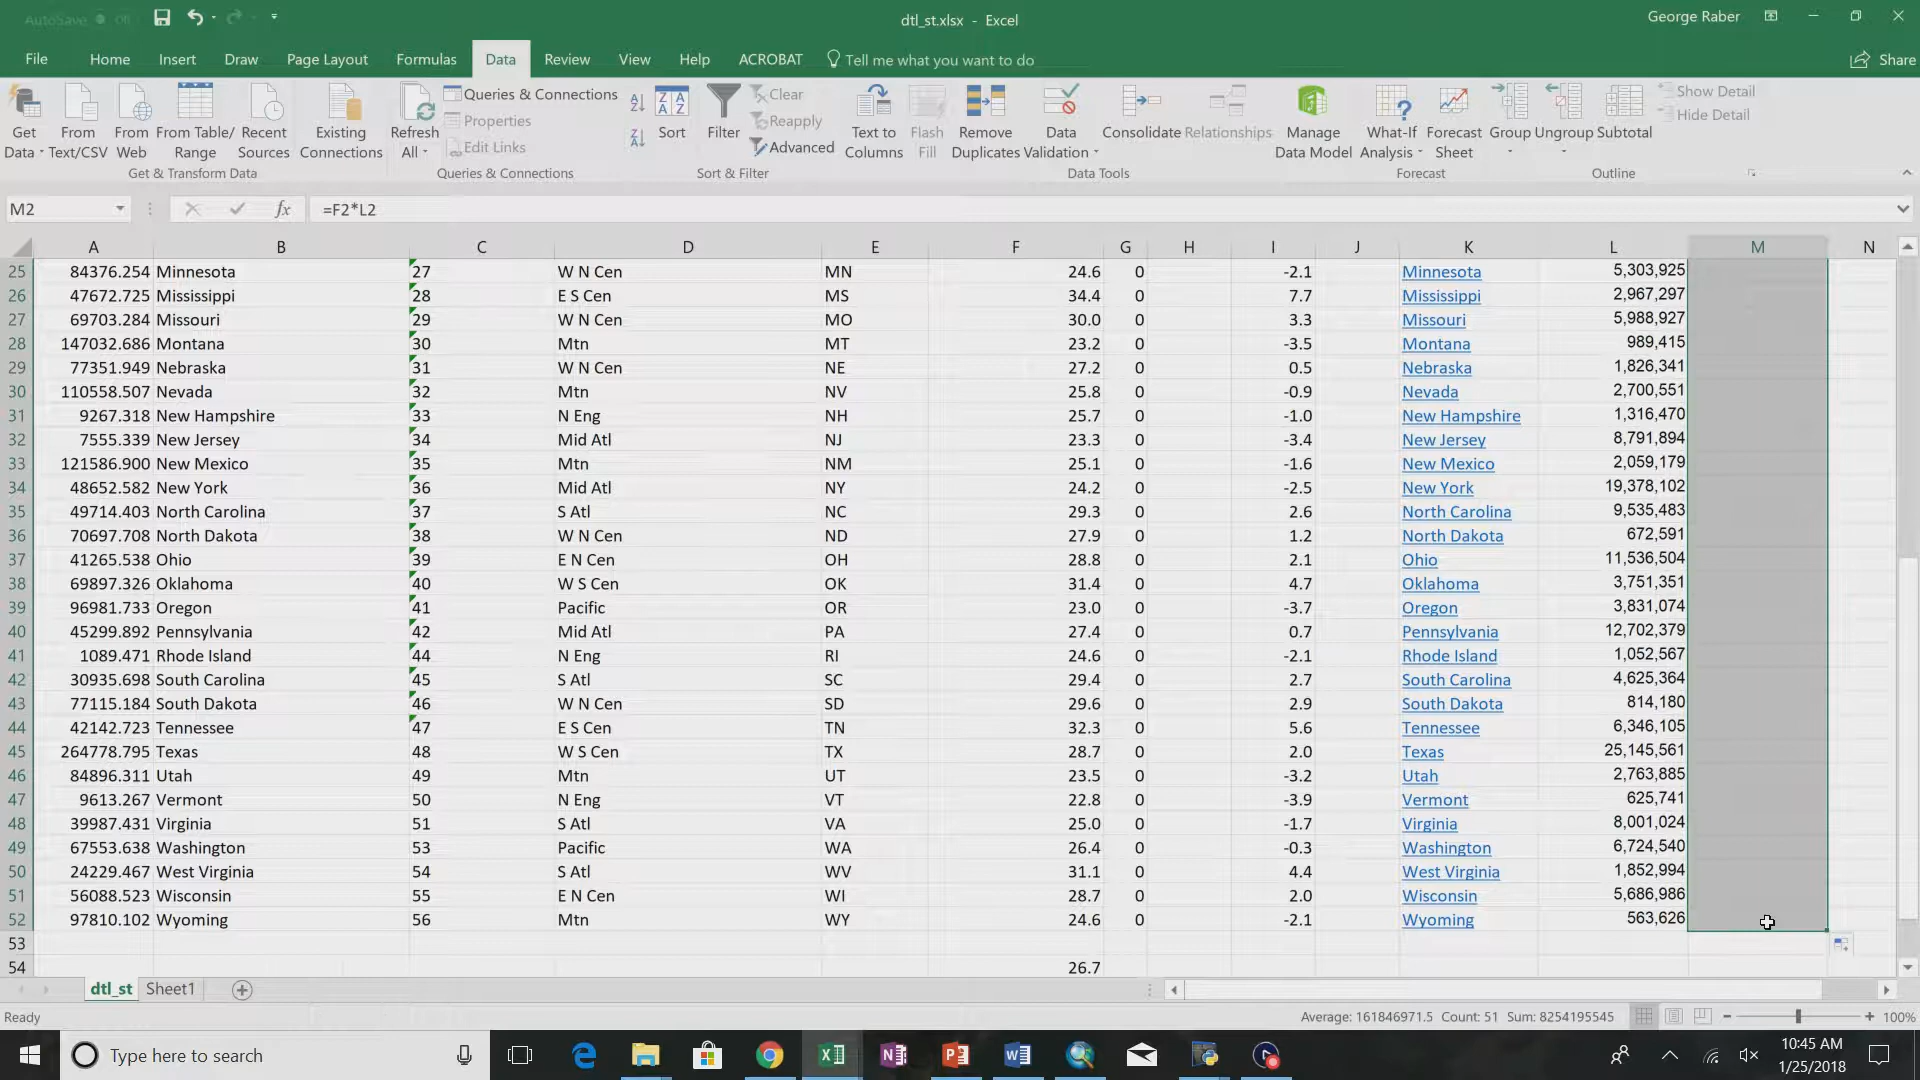 AutoSave Off
dtl_st.xlsx - Excel
George Raber
File Home Insert Draw Page Layout Formulas Data Review View Help ACROBAT Tell me what you want to do Share
Get Data From Text/CSV From Web From Table/Range Recent Sources Existing Connections
Get & Transform Data
Refresh All Queries & Connections Properties Edit Links
Queries & Connections
Sort Filter Clear Reapply Advanced
Sort & Filter
Text to Columns Flash Fill Remove Duplicates Data Validation Consolidate Relationships Manage Data Model
Data Tools
What-If Analysis Forecast Sheet
Forecast
Group Ungroup Subtotal Show Detail Hide Detail
Outline
M2 fx =F2*L2
A B C D E F G H I J K L M N
25 84376.254 Minnesota 27 W N Cen MN 24.6 0 -2.1 Minnesota 5,303,925
26 47672.725 Mississippi 28 E S Cen MS 34.4 0 7.7 Mississippi 2,967,297
27 69703.284 Missouri 29 W N Cen MO 30.0 0 3.3 Missouri 5,988,927
28 147032.686 Montana 30 Mtn MT 23.2 0 -3.5 Montana 989,415
29 77351.949 Nebraska 31 W N Cen NE 27.2 0 0.5 Nebraska 1,826,341
30 110558.507 Nevada 32 Mtn NV 25.8 0 -0.9 Nevada 2,700,551
31 9267.318 New Hampshire 33 N Eng NH 25.7 0 -1.0 New Hampshire 1,316,470
32 7555.339 New Jersey 34 Mid Atl NJ 23.3 0 -3.4 New Jersey 8,791,894
33 121586.900 New Mexico 35 Mtn NM 25.1 0 -1.6 New Mexico 2,059,179
34 48652.582 New York 36 Mid Atl NY 24.2 0 -2.5 New York 19,378,102
35 49714.403 North Carolina 37 S Atl NC 29.3 0 2.6 North Carolina 9,535,483
36 70697.708 North Dakota 38 W N Cen ND 27.9 0 1.2 North Dakota 672,591
37 41265.538 Ohio 39 E N Cen OH 28.8 0 2.1 Ohio 11,536,504
38 69897.326 Oklahoma 40 W S Cen OK 31.4 0 4.7 Oklahoma 3,751,351
39 96981.733 Oregon 41 Pacific OR 23.0 0 -3.7 Oregon 3,831,074
40 45299.892 Pennsylvania 42 Mid Atl PA 27.4 0 0.7 Pennsylvania 12,702,379
41 1089.471 Rhode Island 44 N Eng RI 24.6 0 -2.1 Rhode Island 1,052,567
42 30935.698 South Carolina 45 S Atl SC 29.4 0 2.7 South Carolina 4,625,364
43 77115.184 South Dakota 46 W N Cen SD 29.6 0 2.9 South Dakota 814,180
44 42142.723 Tennessee 47 E S Cen TN 32.3 0 5.6 Tennessee 6,346,105
45 264778.795 Texas 48 W S Cen TX 28.7 0 2.0 Texas 25,145,561
46 84896.311 Utah 49 Mtn UT 23.5 0 -3.2 Utah 2,763,885
47 9613.267 Vermont 50 N Eng VT 22.8 0 -3.9 Vermont 625,741
48 39987.431 Virginia 51 S Atl VA 25.0 0 -1.7 Virginia 8,001,024
49 67553.638 Washington 53 Pacific WA 26.4 0 -0.3 Washington 6,724,540
50 24229.467 West Virginia 54 S Atl WV 31.1 0 4.4 West Virginia 1,852,994
51 56088.523 Wisconsin 55 E N Cen WI 28.7 0 2.0 Wisconsin 5,686,986
52 97810.102 Wyoming 56 Mtn WY 24.6 0 -2.1 Wyoming 563,626
53
54 26.7
dtl_st Sheet1
Ready Average: 161846971.5 Count: 51 Sum: 8254195545 100%
Type here to search
10:45 AM
1/25/2018